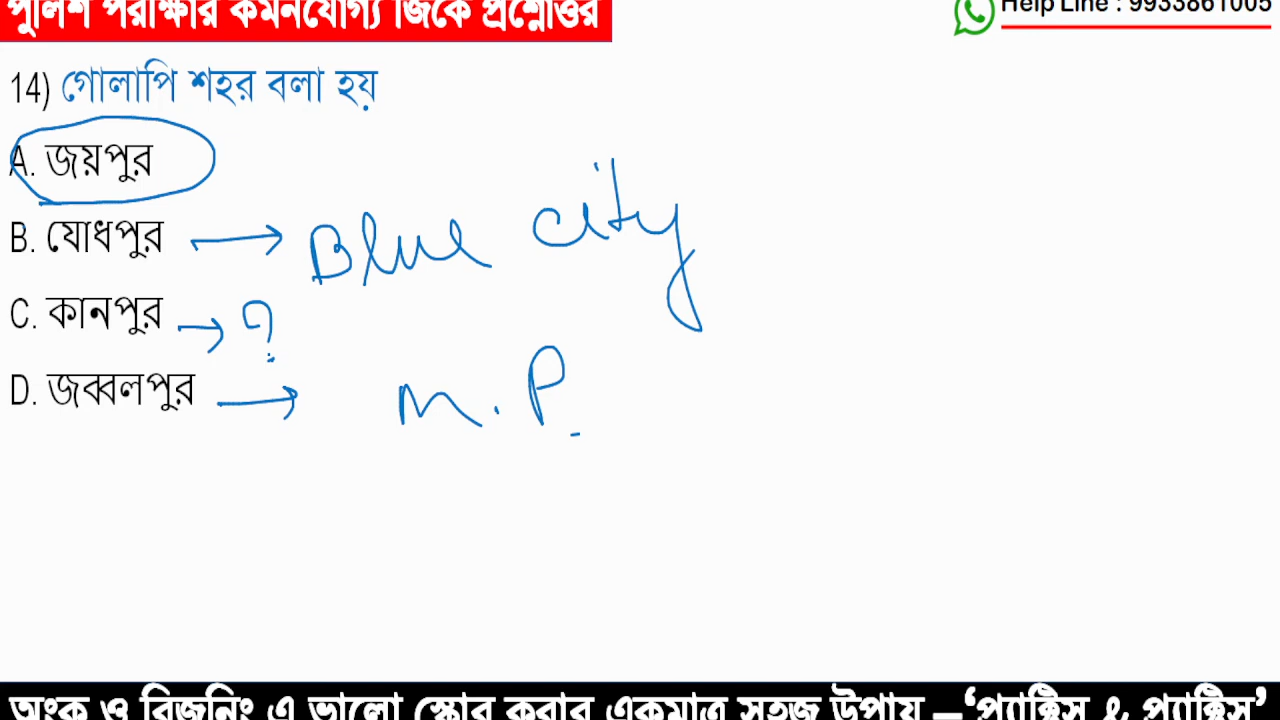 পুলিশ পরীক্ষার কমনযোগ্য জিকে প্রশ্নোত্তর
Help Line : 9933861005
14) গোলাপি শহর বলা হয়
A. জয়পুর
B. যোধপুর → Blue city
C. কানপুর → ?
D. জব্বলপুর → M.P.
অংক ও রিজনিং এ ভালো স্কোর করার একমাত্র সহজ উপায় –‘প্র্যাক্টিস & প্র্যাক্টিস’